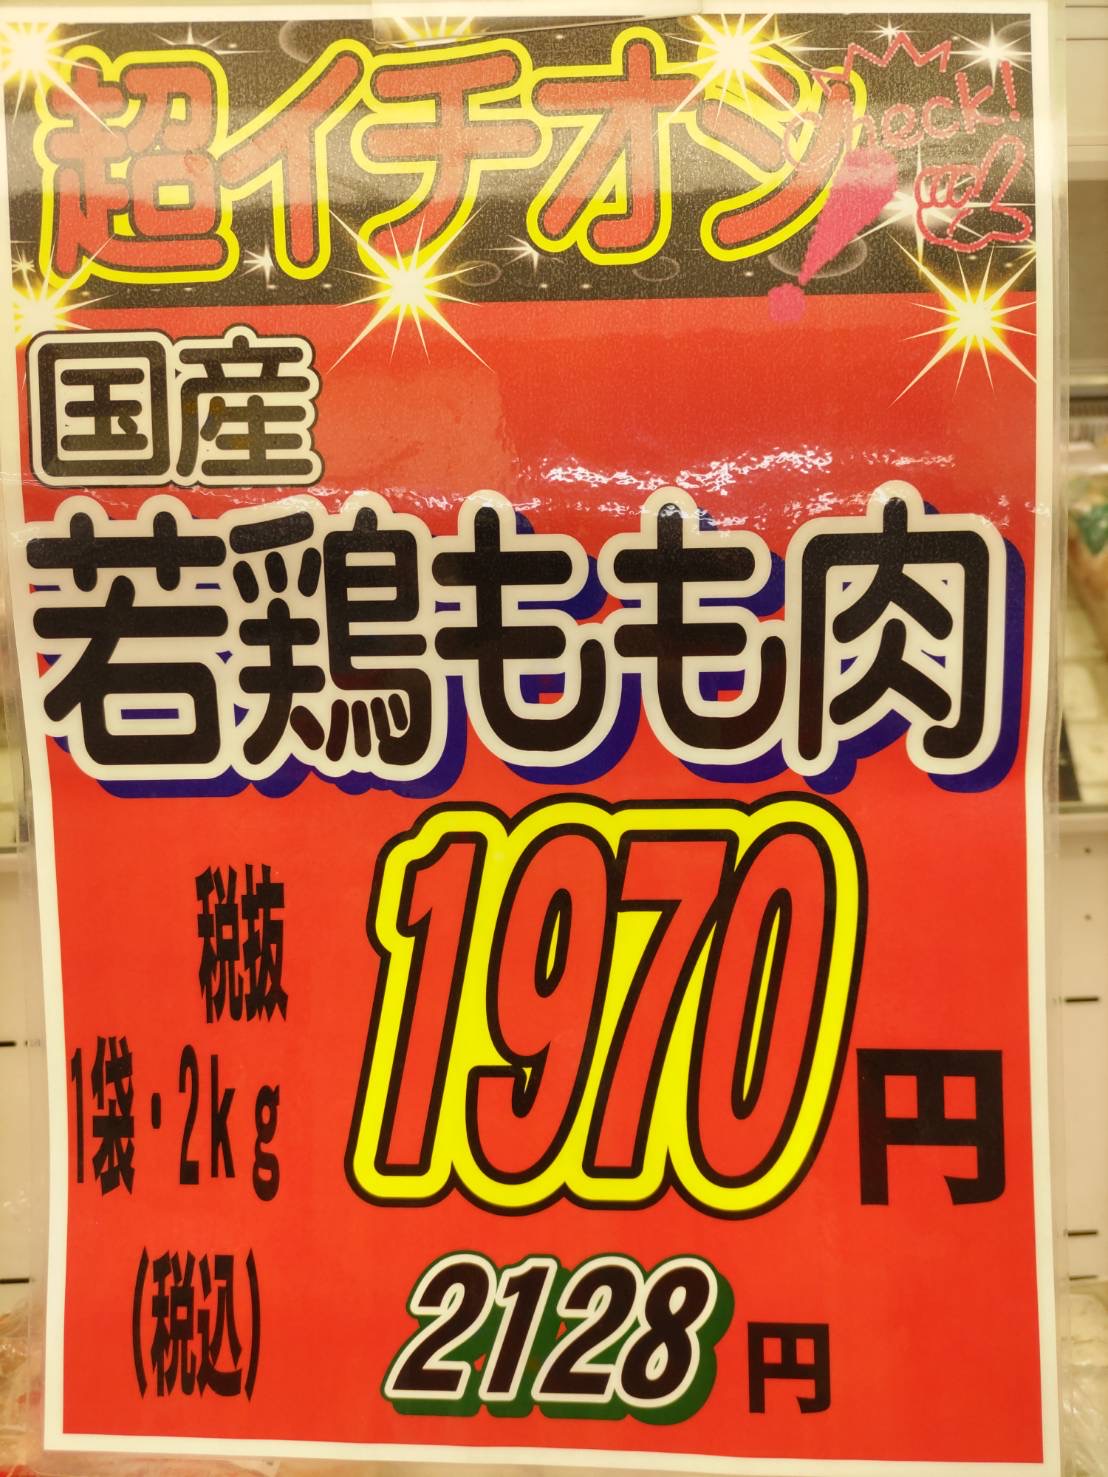 超イチオシ
check!
国産
若鶏もも肉
税抜
1袋・2kg
1970円
(税込)
2128円